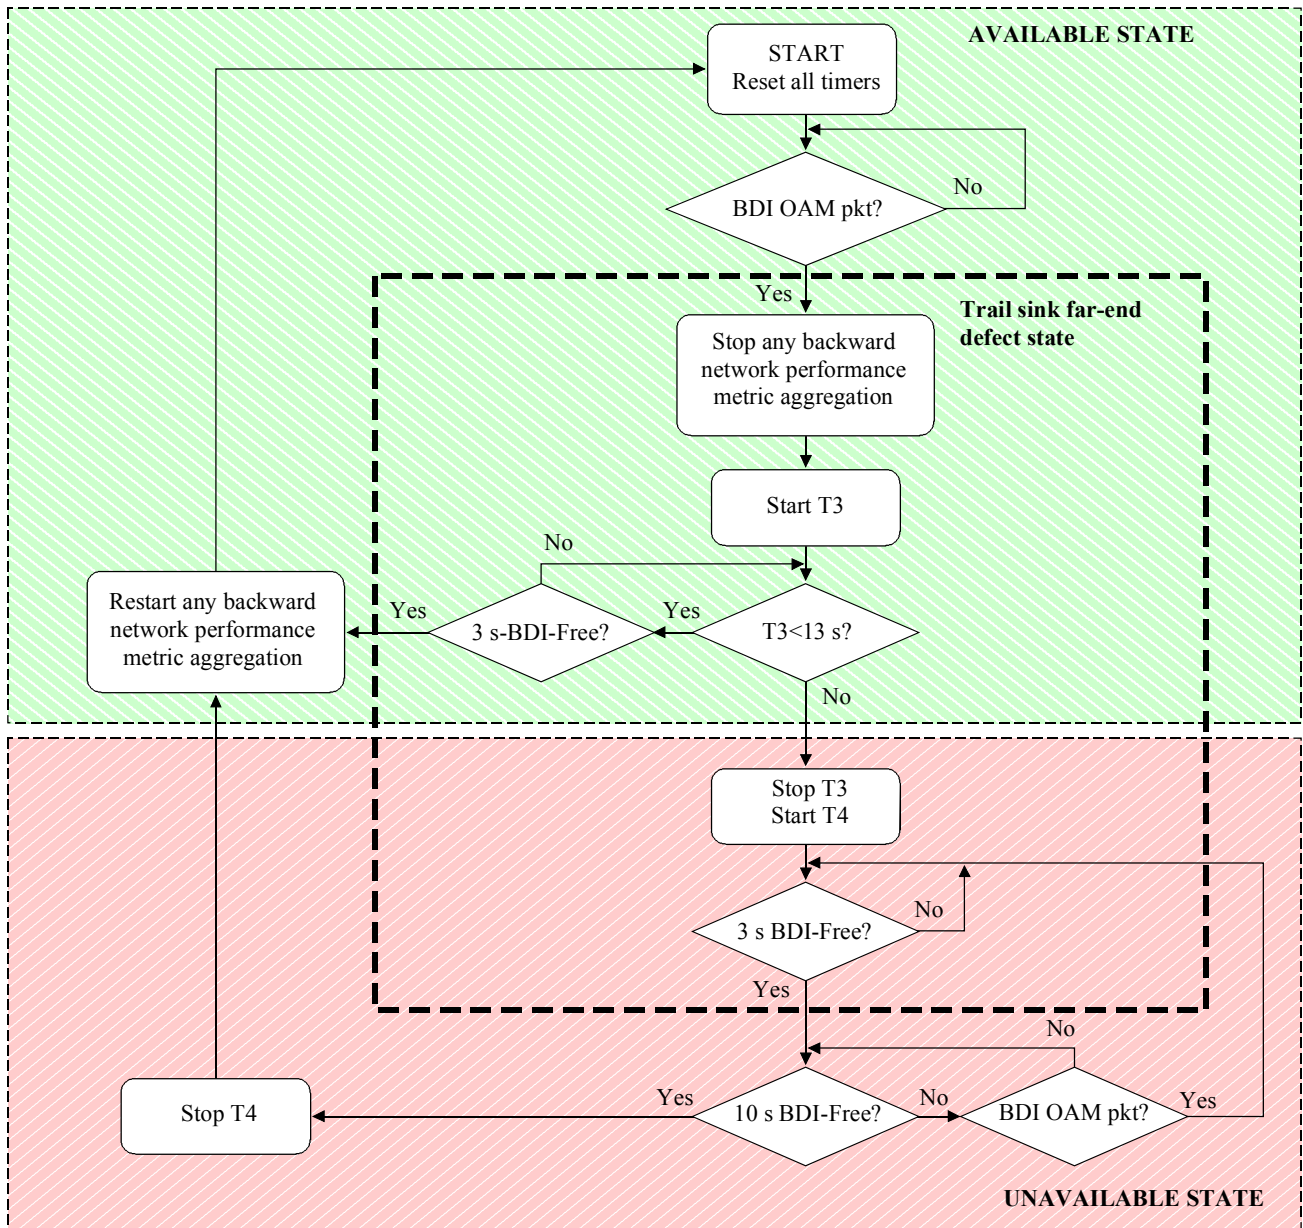 AVAILABLE STATE
START
Reset all timers
BDI OAM pkt?
No
Yes
Trail sink far-end
defect state
Stop any backward
network performance
metric aggregation
Start T3
No
Restart any backward
network performance
metric aggregation
Yes
3 s-BDI-Free?
Yes
T3<13 s?
No
Stop T3
Start T4
3 s BDI-Free?
No
Yes
No
Stop T4
Yes
10 s BDI-Free?
No
BDI OAM pkt?
Yes
UNAVAILABLE STATE